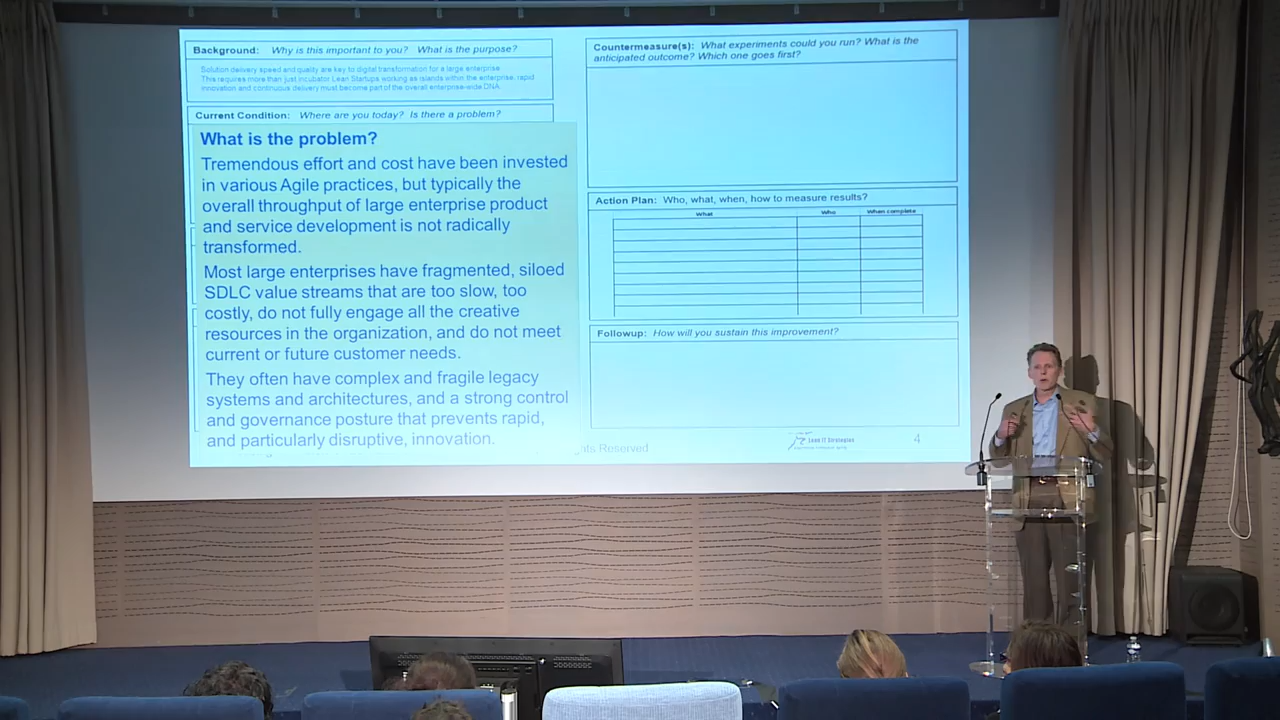 Background: Why is this important to you? What is the purpose?
Solution delivery speed and quality are key to digital transformation for a large enterprise
This requires more than just incubator Lean Startups working as islands within the enterprise, rapid
innovation and continuous delivery must become part of the overall enterprise-wide DNA.
Current Condition: Where are you today? Is there a problem?
What is the problem?
Tremendous effort and cost have been invested
in various Agile practices, but typically the
overall throughput of large enterprise product
and service development is not radically
transformed.
Most large enterprises have fragmented, siloed
SDLC value streams that are too slow, too
costly, do not fully engage all the creative
resources in the organization, and do not meet
current or future customer needs.
They often have complex and fragile legacy
systems and architectures, and a strong control
and governance posture that prevents rapid,
and particularly disruptive, innovation.
Countermeasure(s): What experiments could you run? What is the
anticipated outcome? Which one goes first?
Action Plan: Who, what, when, how to measure results?
What Who When complete
Followup: How will you sustain this improvement?
hts Reserved
Lean IT Strategies
4